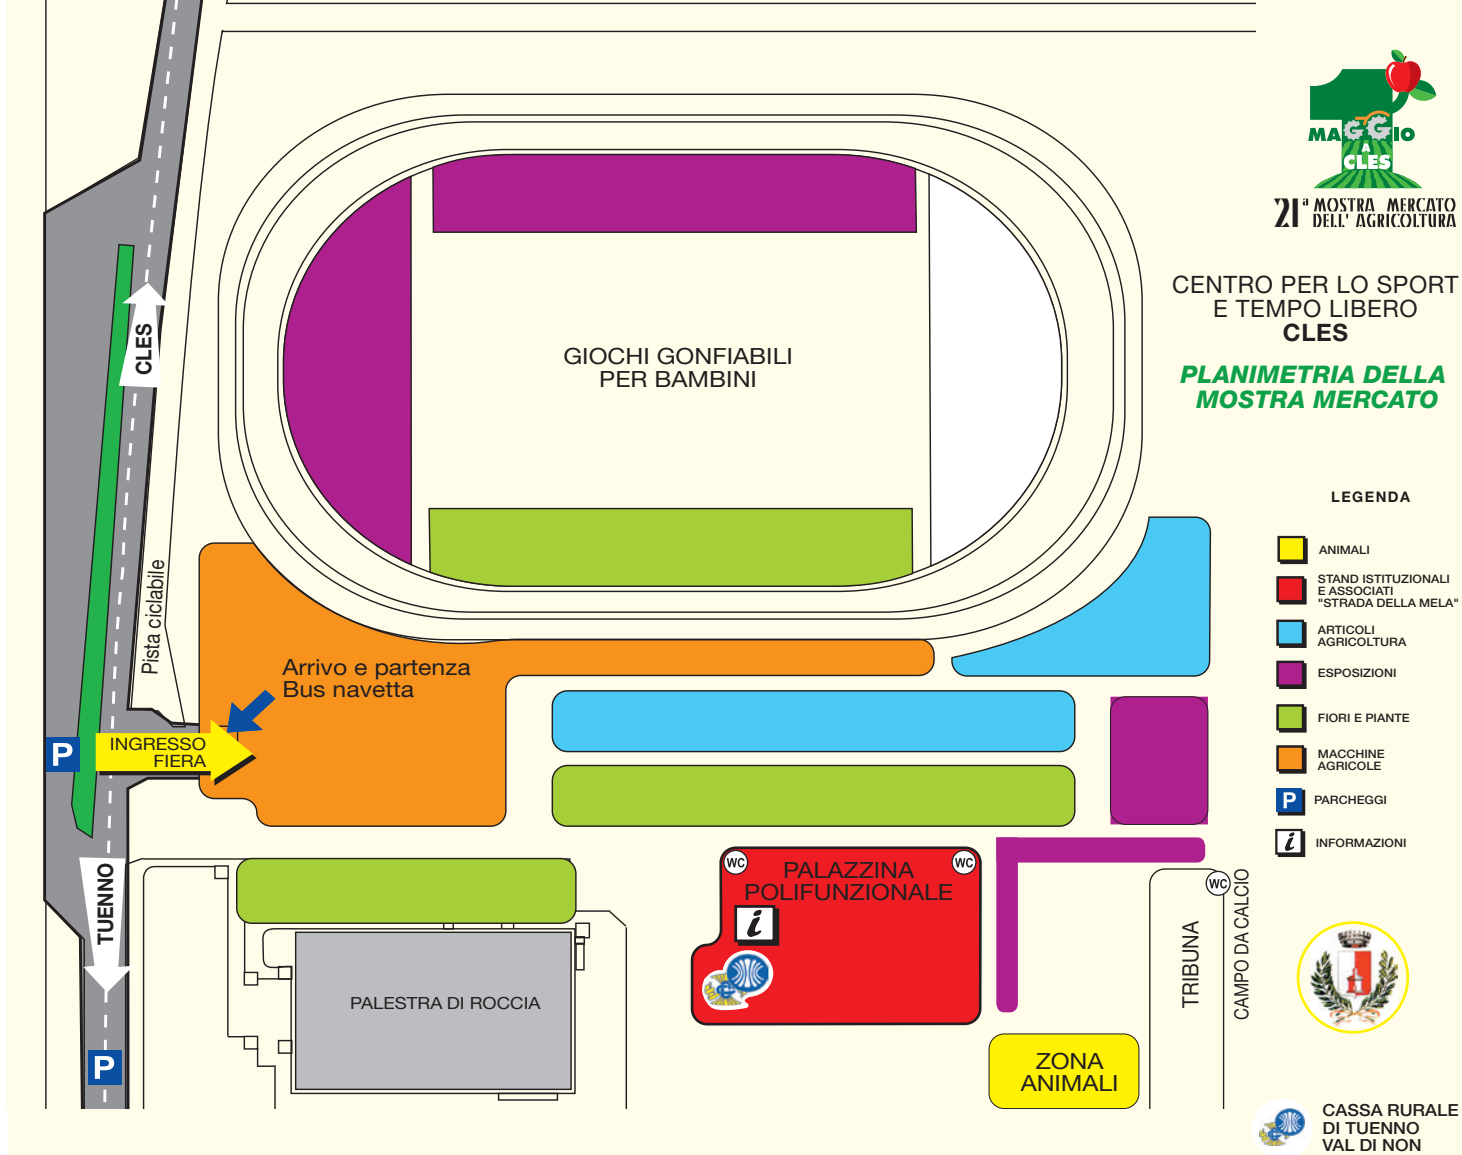 MAGGIO
A
CLES
21ª MOSTRA MERCATO
DELL' AGRICOLTURA
CENTRO PER LO SPORT
E TEMPO LIBERO
CLES
PLANIMETRIA DELLA
MOSTRA MERCATO
GIOCHI GONFIABILI
PER BAMBINI
CLES
Pista ciclabile
Arrivo e partenza
Bus navetta
P
INGRESSO
FIERA
TUENNO
P
PALESTRA DI ROCCIA
WC
WC
PALAZZINA
POLIFUNZIONALE
i
ZONA
ANIMALI
TRIBUNA
WC
CAMPO DA CALCIO
LEGENDA
ANIMALI
STAND ISTITUZIONALI
E ASSOCIATI
"STRADA DELLA MELA"
ARTICOLI
AGRICOLTURA
ESPOSIZIONI
FIORI E PIANTE
MACCHINE
AGRICOLE
P PARCHEGGI
i INFORMAZIONI
CASSA RURALE
DI TUENNO
VAL DI NON